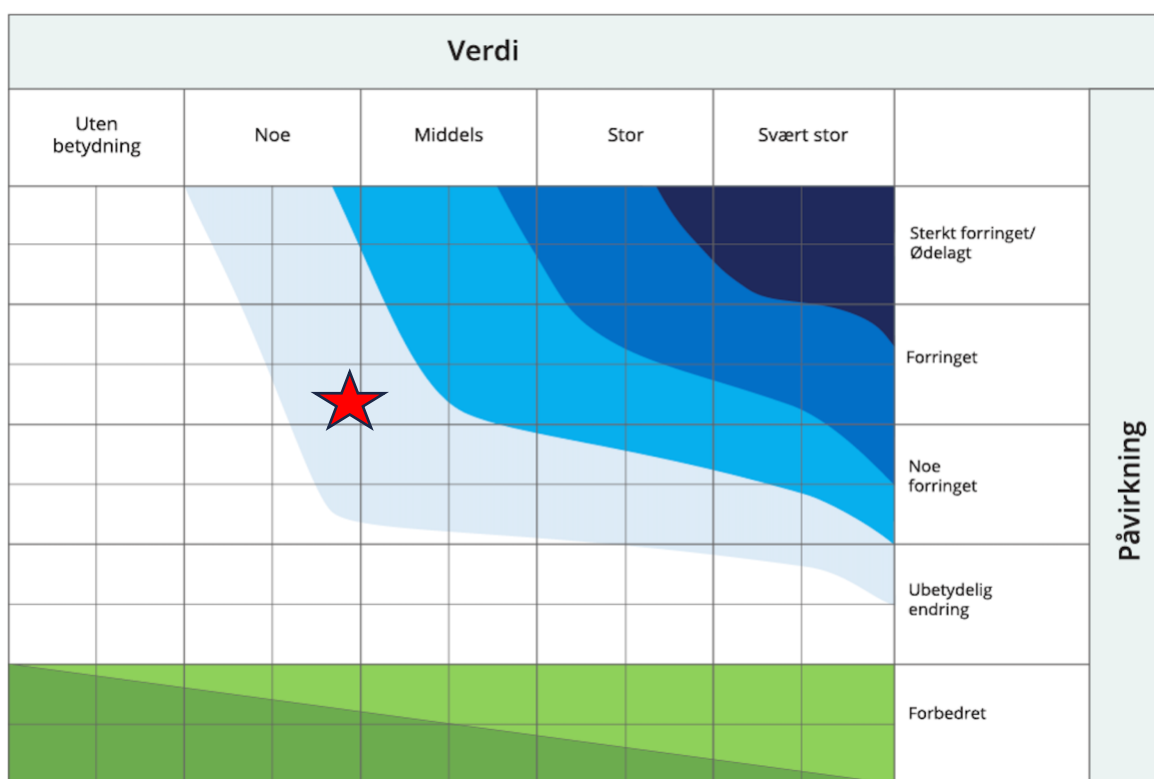 Verdi
Uten
betydning
Noe
Middels
Stor
Svært stor
Sterkt forringet/
Ødelagt
Forringet
Noe
forringet
Ubetydelig
endring
Forbedret
Påvirkning